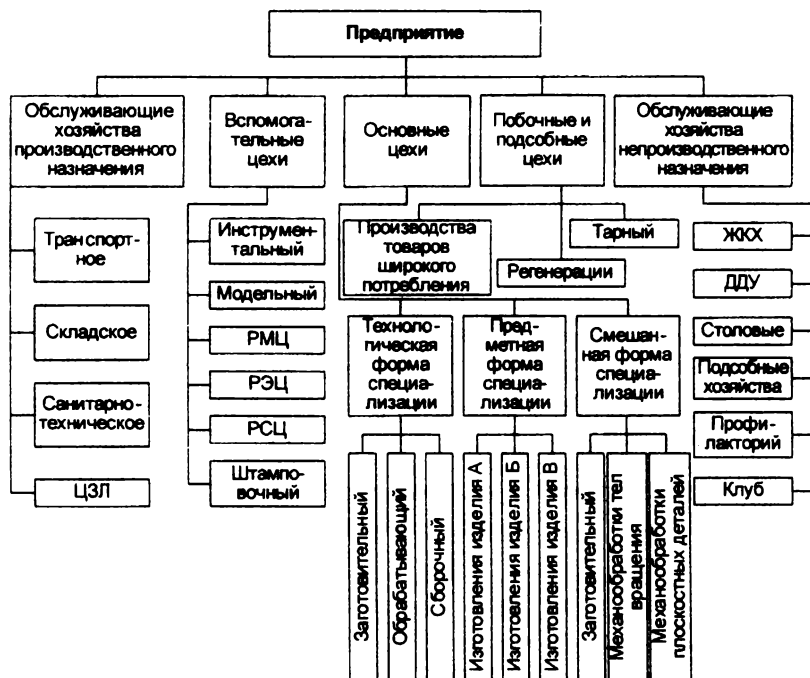 Предприятие
Обслуживающие
хозяйства
производственного
назначения
Вспомога-
тельные
цехи
Основные
цехи
Побочные и
подсобные
цехи
Обслуживающие
хозяйства
непроизводственного
назначения
Транспорт-
ное
Складское
Санитарно-
техническое
ЦЗЛ
Инструмен-
тальный
Модельный
РМЦ
РЭЦ
РСЦ
Штампо-
вочный
Производства
товаров
широкого
потребления
Регенерации
Тарный
Технологи-
ческая
форма
специа-
лизации
Пред-
метная
форма
специа-
лизации
Смешан-
ная форма
специа-
лизации
Заготовительный
Обрабатывающий
Сборочный
Изготовления изделия А
Изготовления изделия Б
Изготовления изделия В
Заготовительный
Механообработки тел
вращения
Механообработки
плоскостных деталей
ЖКХ
ДДУ
Столовые
Подсобные
хозяйства
Профи-
лакторий
Клуб